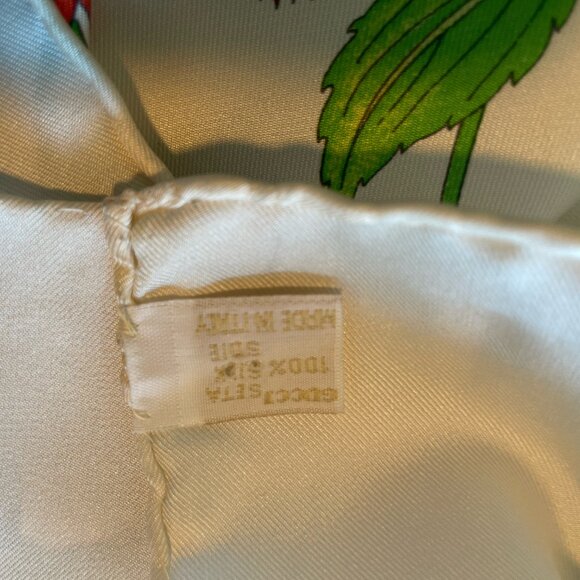 GUCCI
SETA
100% SILK
SOIE
MADE IN ITALY